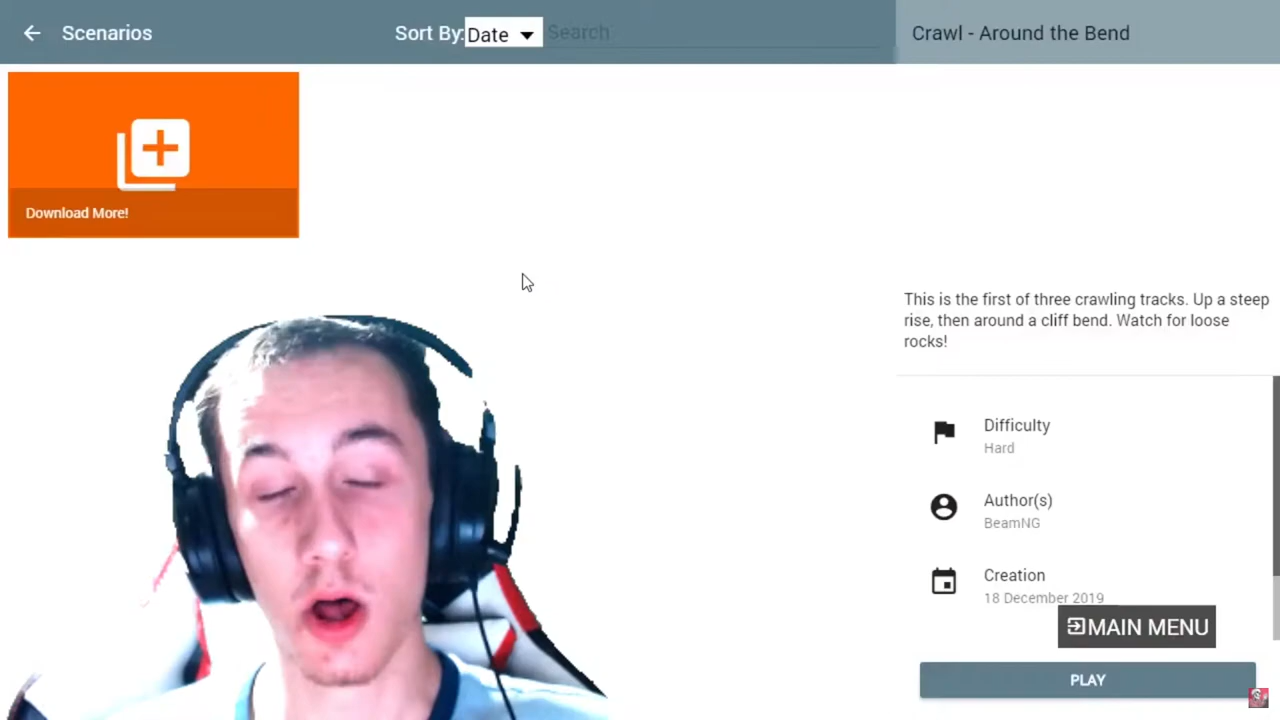 Scenarios
Sort By:
Date
Search
Crawl - Around the Bend
Download More!
This is the first of three crawling tracks. Up a steep
rise, then around a cliff bend. Watch for loose
rocks!
Difficulty
Hard
Author(s)
BeamNG
Creation
18 December 2019
MAIN MENU
PLAY